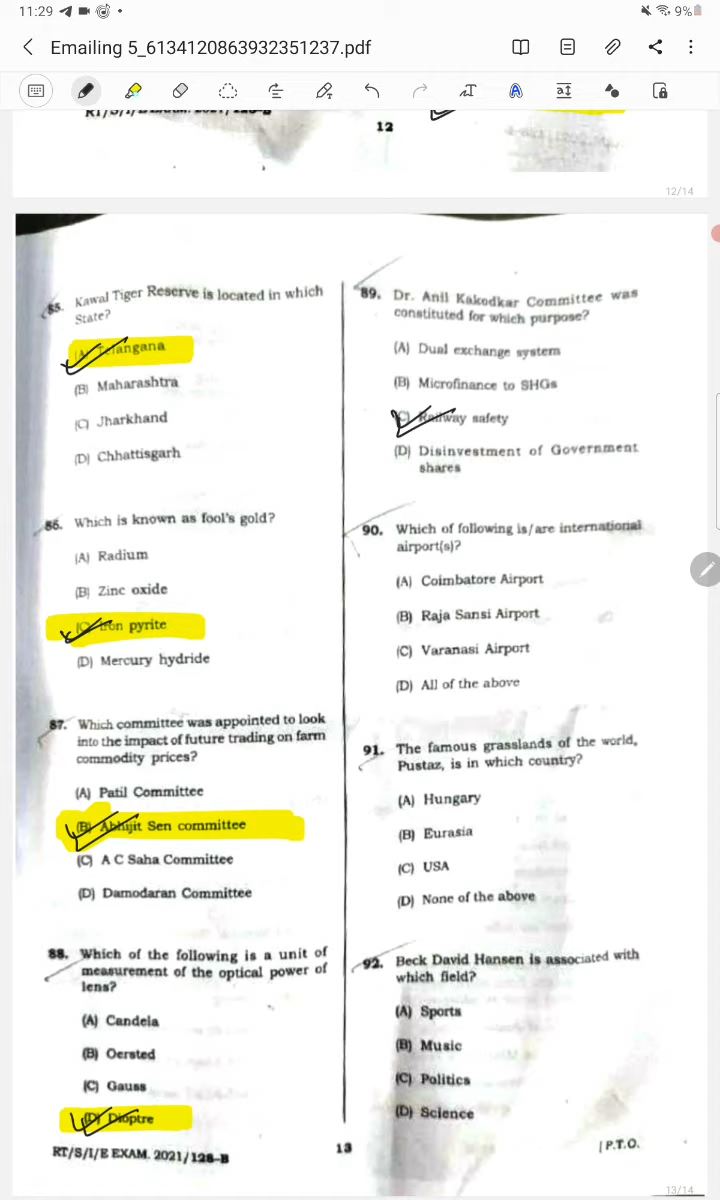 11:29
9%
Emailing 5_6134120863932351237.pdf
12
12/14
85. Kawal Tiger Reserve is located in which
State?
(A) Telangana
(B) Maharashtra
(C) Jharkhand
(D) Chhattisgarh
86. Which is known as fool's gold?
(A) Radium
(B) Zinc oxide
(C) Iron pyrite
(D) Mercury hydride
87. Which committee was appointed to look
into the impact of future trading on farm
commodity prices?
(A) Patil Committee
(B) Abhijit Sen committee
(C) A C Saha Committee
(D) Damodaran Committee
88. Which of the following is a unit of
measurement of the optical power of
lens?
(A) Candela
(B) Oersted
(C) Gauss
(D) Dioptre
RT/S/I/E EXAM. 2021/128-B
89. Dr. Anil Kakodkar Committee was
constituted for which purpose?
(A) Dual exchange system
(B) Microfinance to SHGs
(C) Railway safety
(D) Disinvestment of Government
shares
90. Which of following is/are international
airport(s)?
(A) Coimbatore Airport
(B) Raja Sansi Airport
(C) Varanasi Airport
(D) All of the above
91. The famous grasslands of the world,
Pustaz, is in which country?
(A) Hungary
(B) Eurasia
(C) USA
(D) None of the above
92. Beck David Hansen is associated with
which field?
(A) Sports
(B) Music
(C) Politics
(D) Science
13
[ P.T.O.
13/14